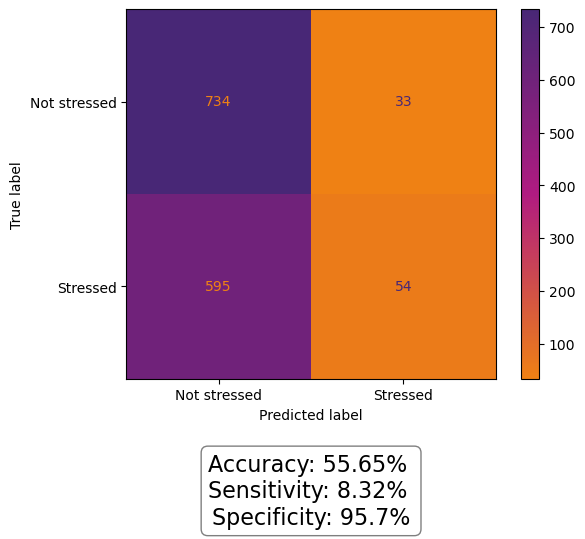 Not stressed 734 33
Stressed 595 54
True label
Not stressed Stressed
Predicted label
700
600
500
400
300
200
100
Accuracy: 55.65%
Sensitivity: 8.32%
Specificity: 95.7%